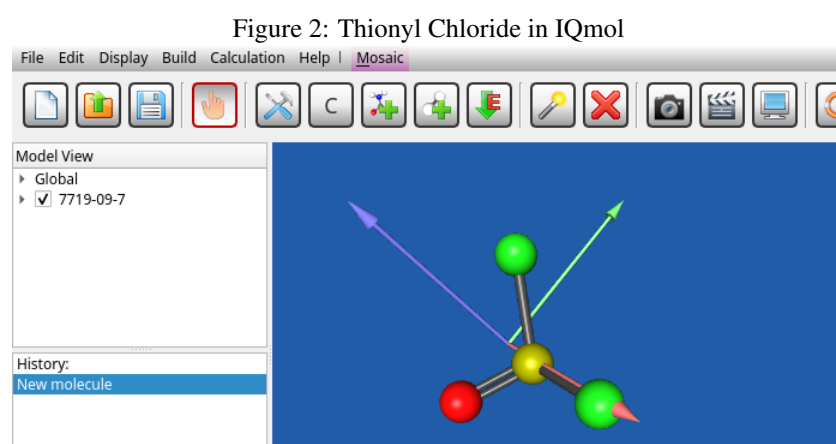 Figure 2: Thionyl Chloride in IQmol
File Edit Display Build Calculation Help Mosaic
C E
Model View
Global
7719-09-7
History:
New molecule